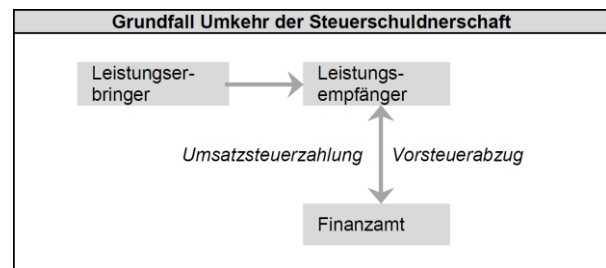 Grundfall Umkehr der Steuerschuldnerschaft
Leistungser-
bringer
Leistungs-
empfänger
Umsatzsteuerzahlung
Vorsteuerabzug
Finanzamt